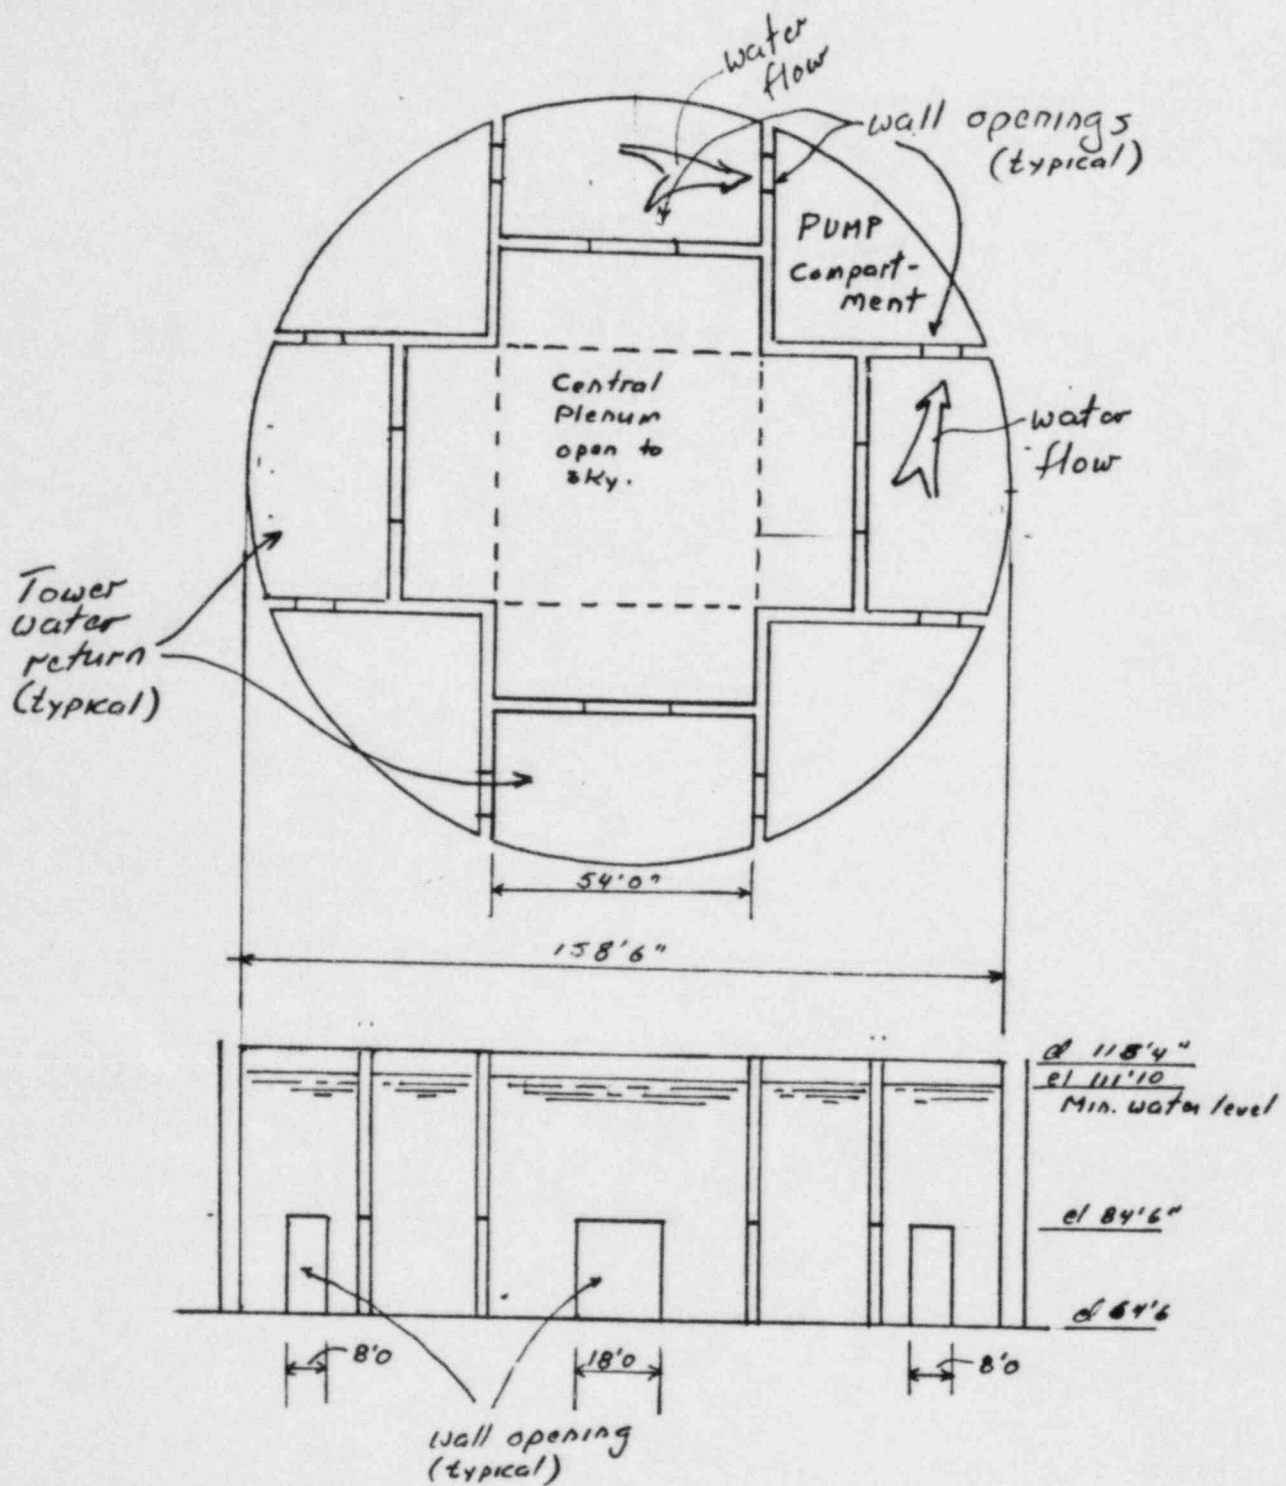 water
flow
wall openings
(typical)
PUMP
Compart-
ment
Central
Plenum
open to
sky.
water
flow
Tower
water
return
(typical)
54'0"
158'6"
el 118'4"
el 111'10
Min. water level
el 84'6"
el 64'6
8'0
18'0
8'0
wall opening
(typical)